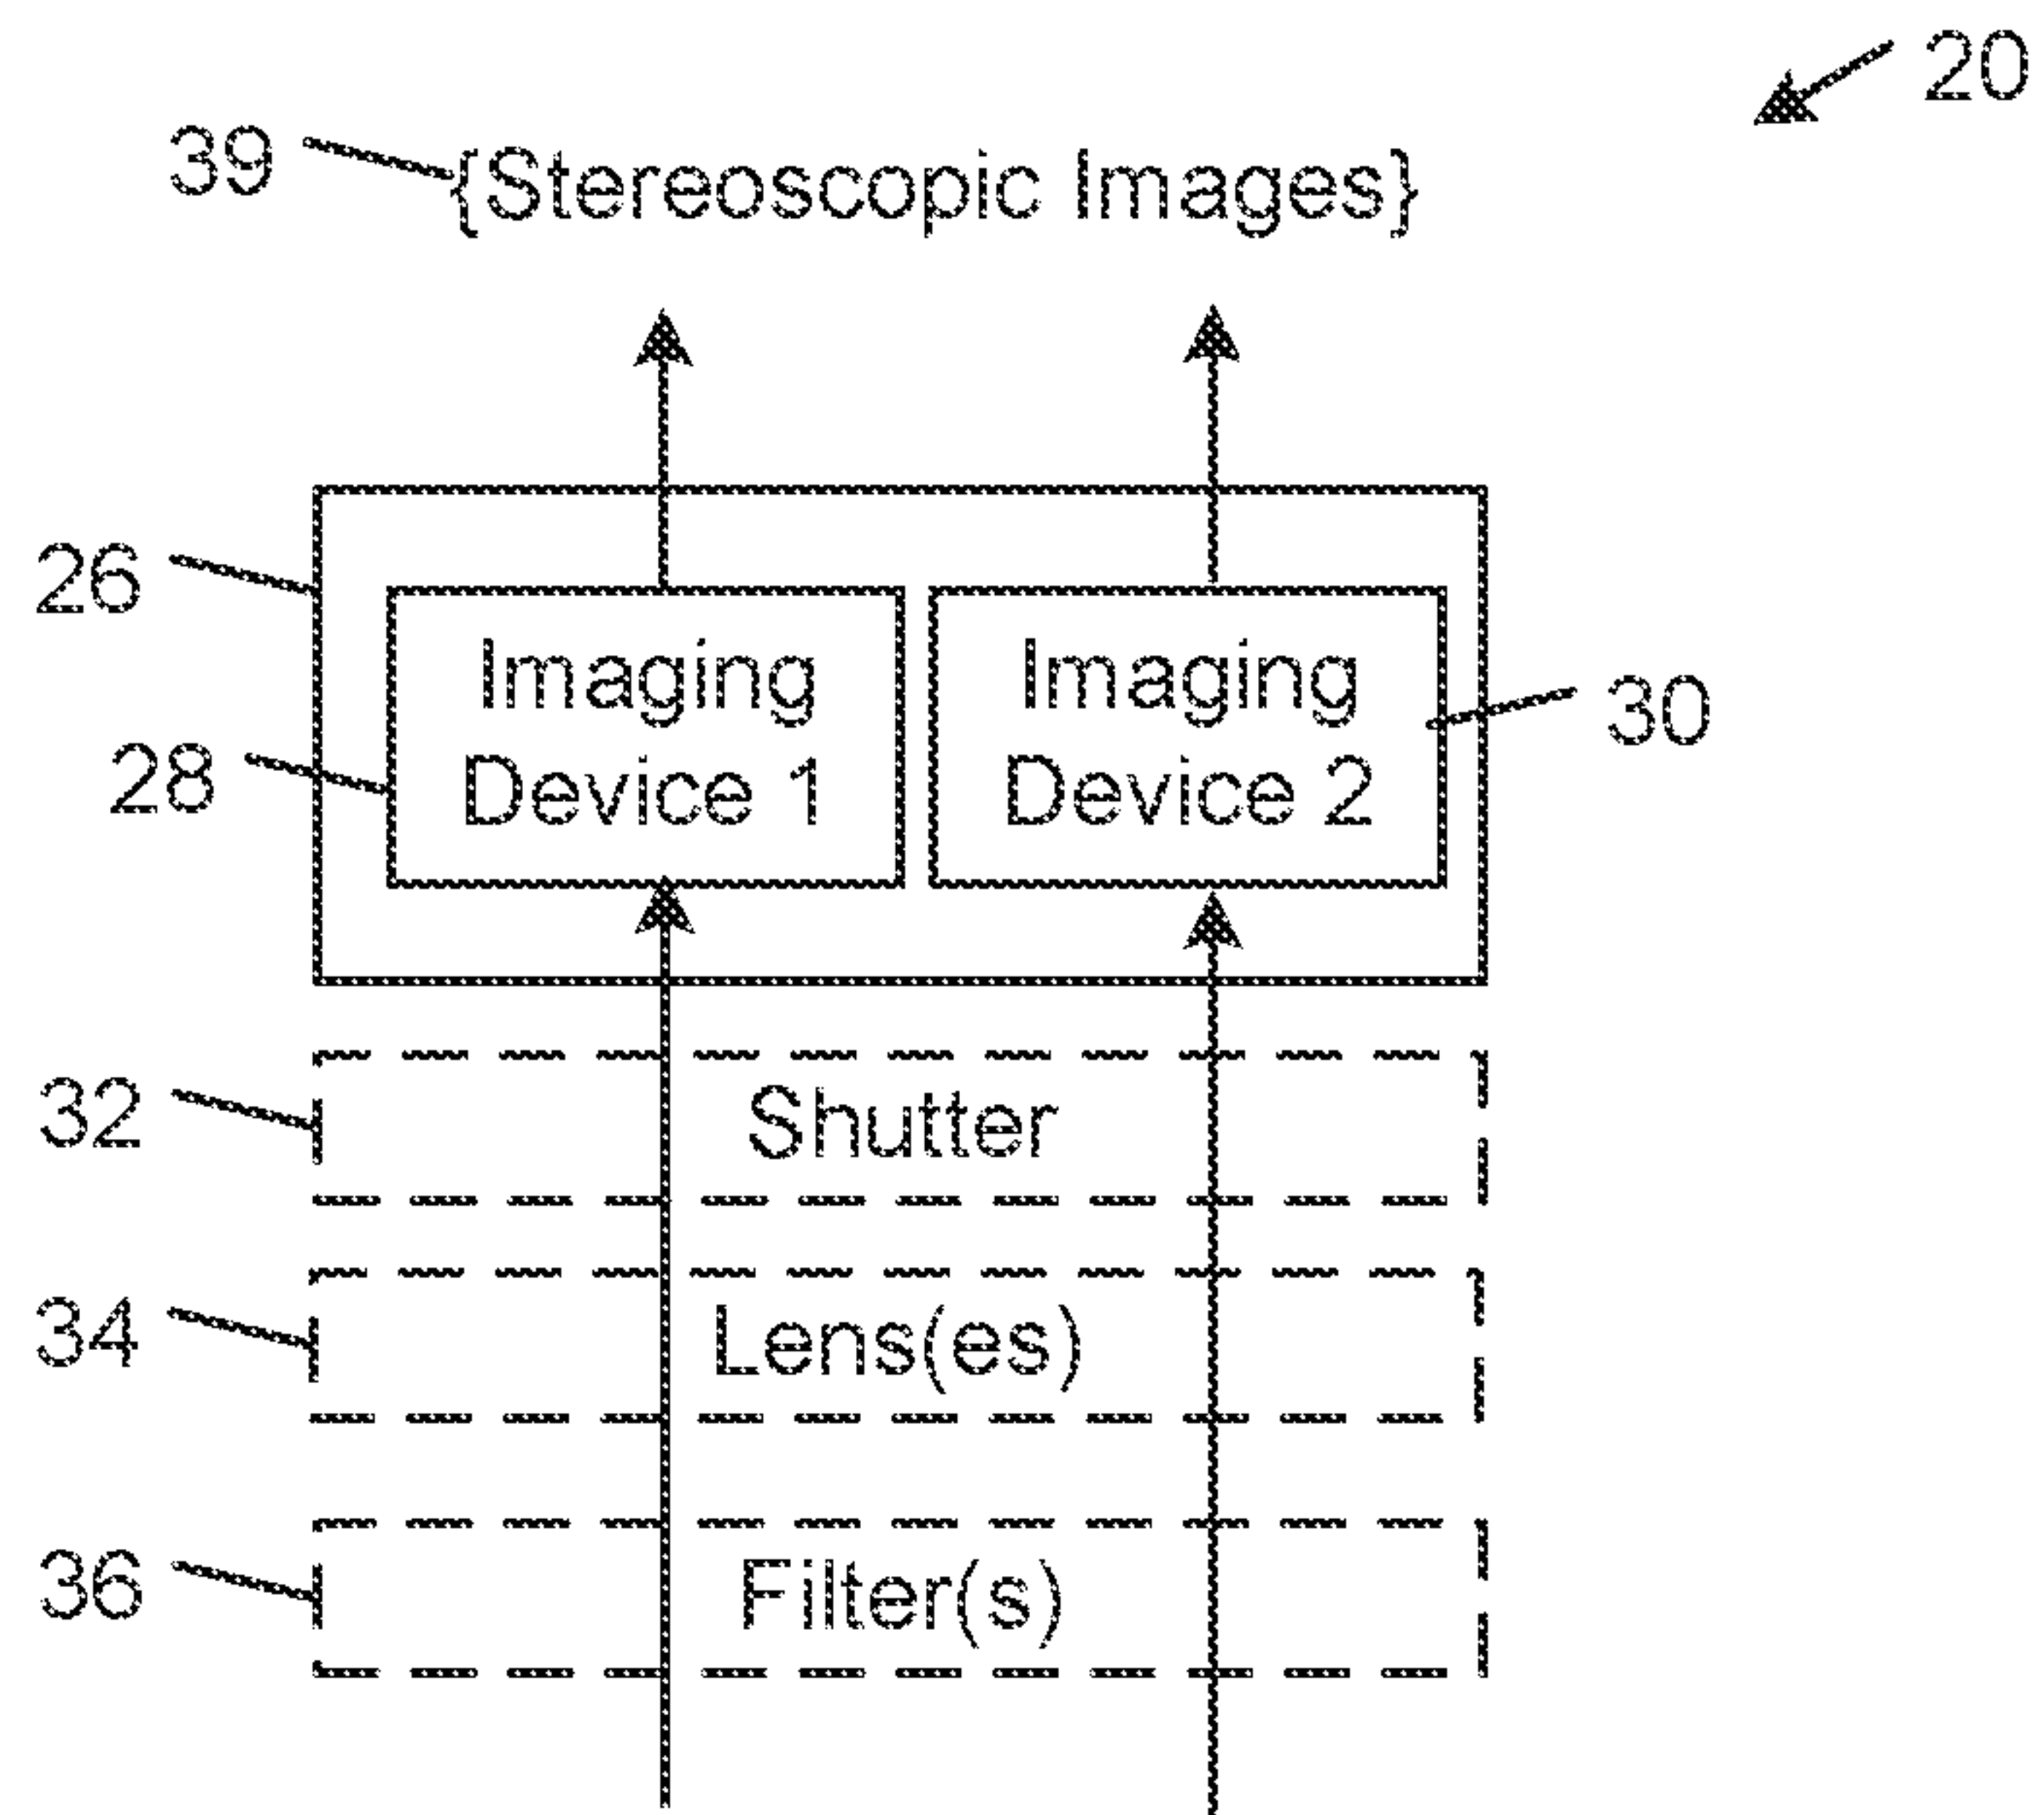 20
39 {Stereoscopic Images}
26
Imaging Imaging
30
28 Device 1 Device 2
32 Shutter
34 Lens(es)
36 Filter(s)